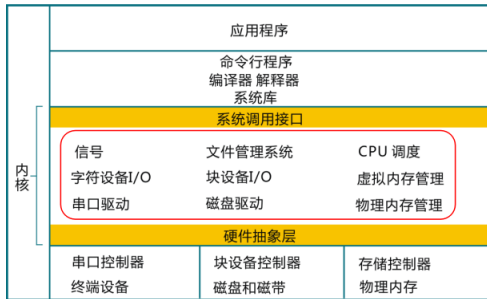 应用程序
命令行程序
编译器 解释器
系统库
系统调用接口
内核
信号 文件管理系统 CPU 调度
字符设备I/O 块设备I/O 虚拟内存管理
串口驱动 磁盘驱动 物理内存管理
硬件抽象层
串口控制器 块设备控制器 存储控制器
终端设备 磁盘和磁带 物理内存